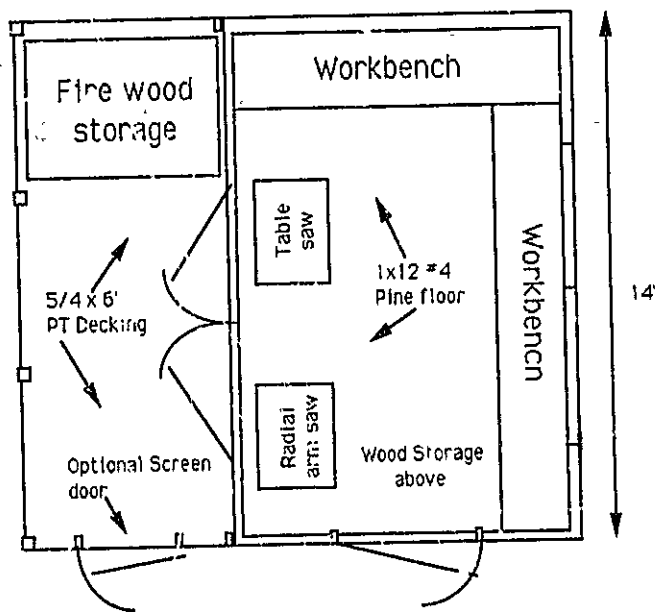 Fire wood
storage
Workbench
Table
saw
1x12 #4
Pine floor
Workbencn
14'
5/4 x 6'
PT Decking
Radial
arm saw
Wood Storage
above
Optional Screen
door